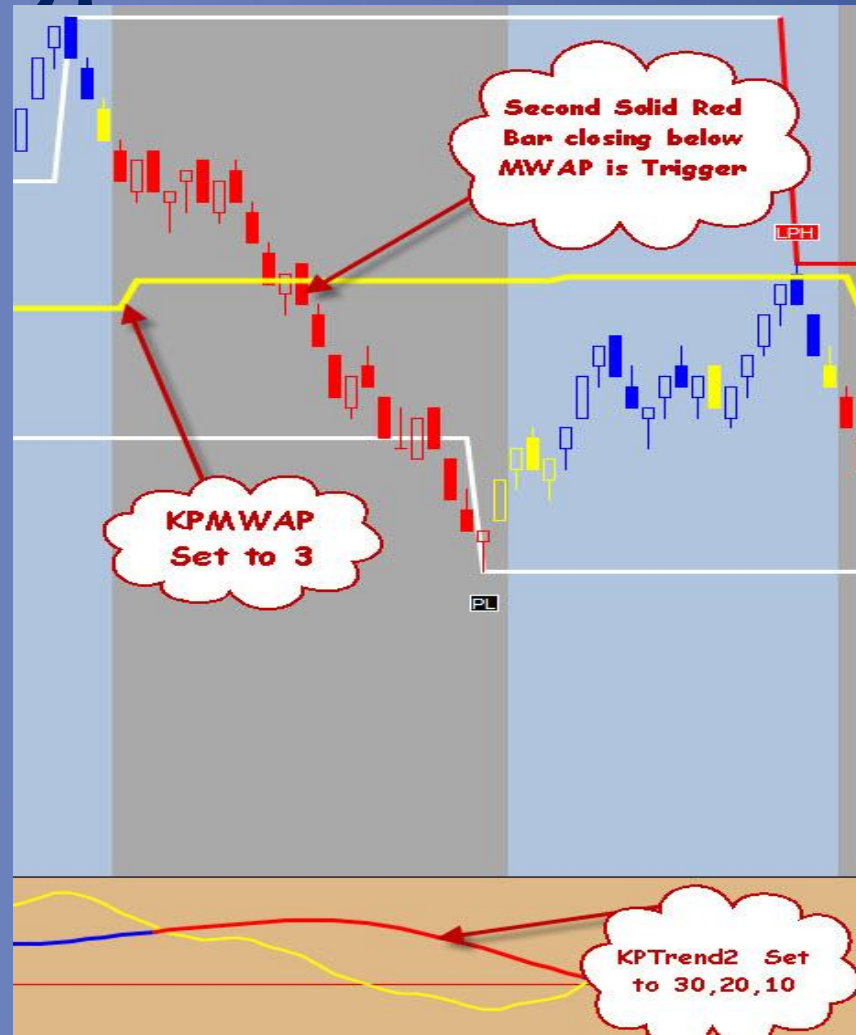 Second Solid Red
Bar closing below
MWAP is Trigger
LPH
KPMWAP
Set to 3
PL
KPTrend2 Set
to 30,20,10